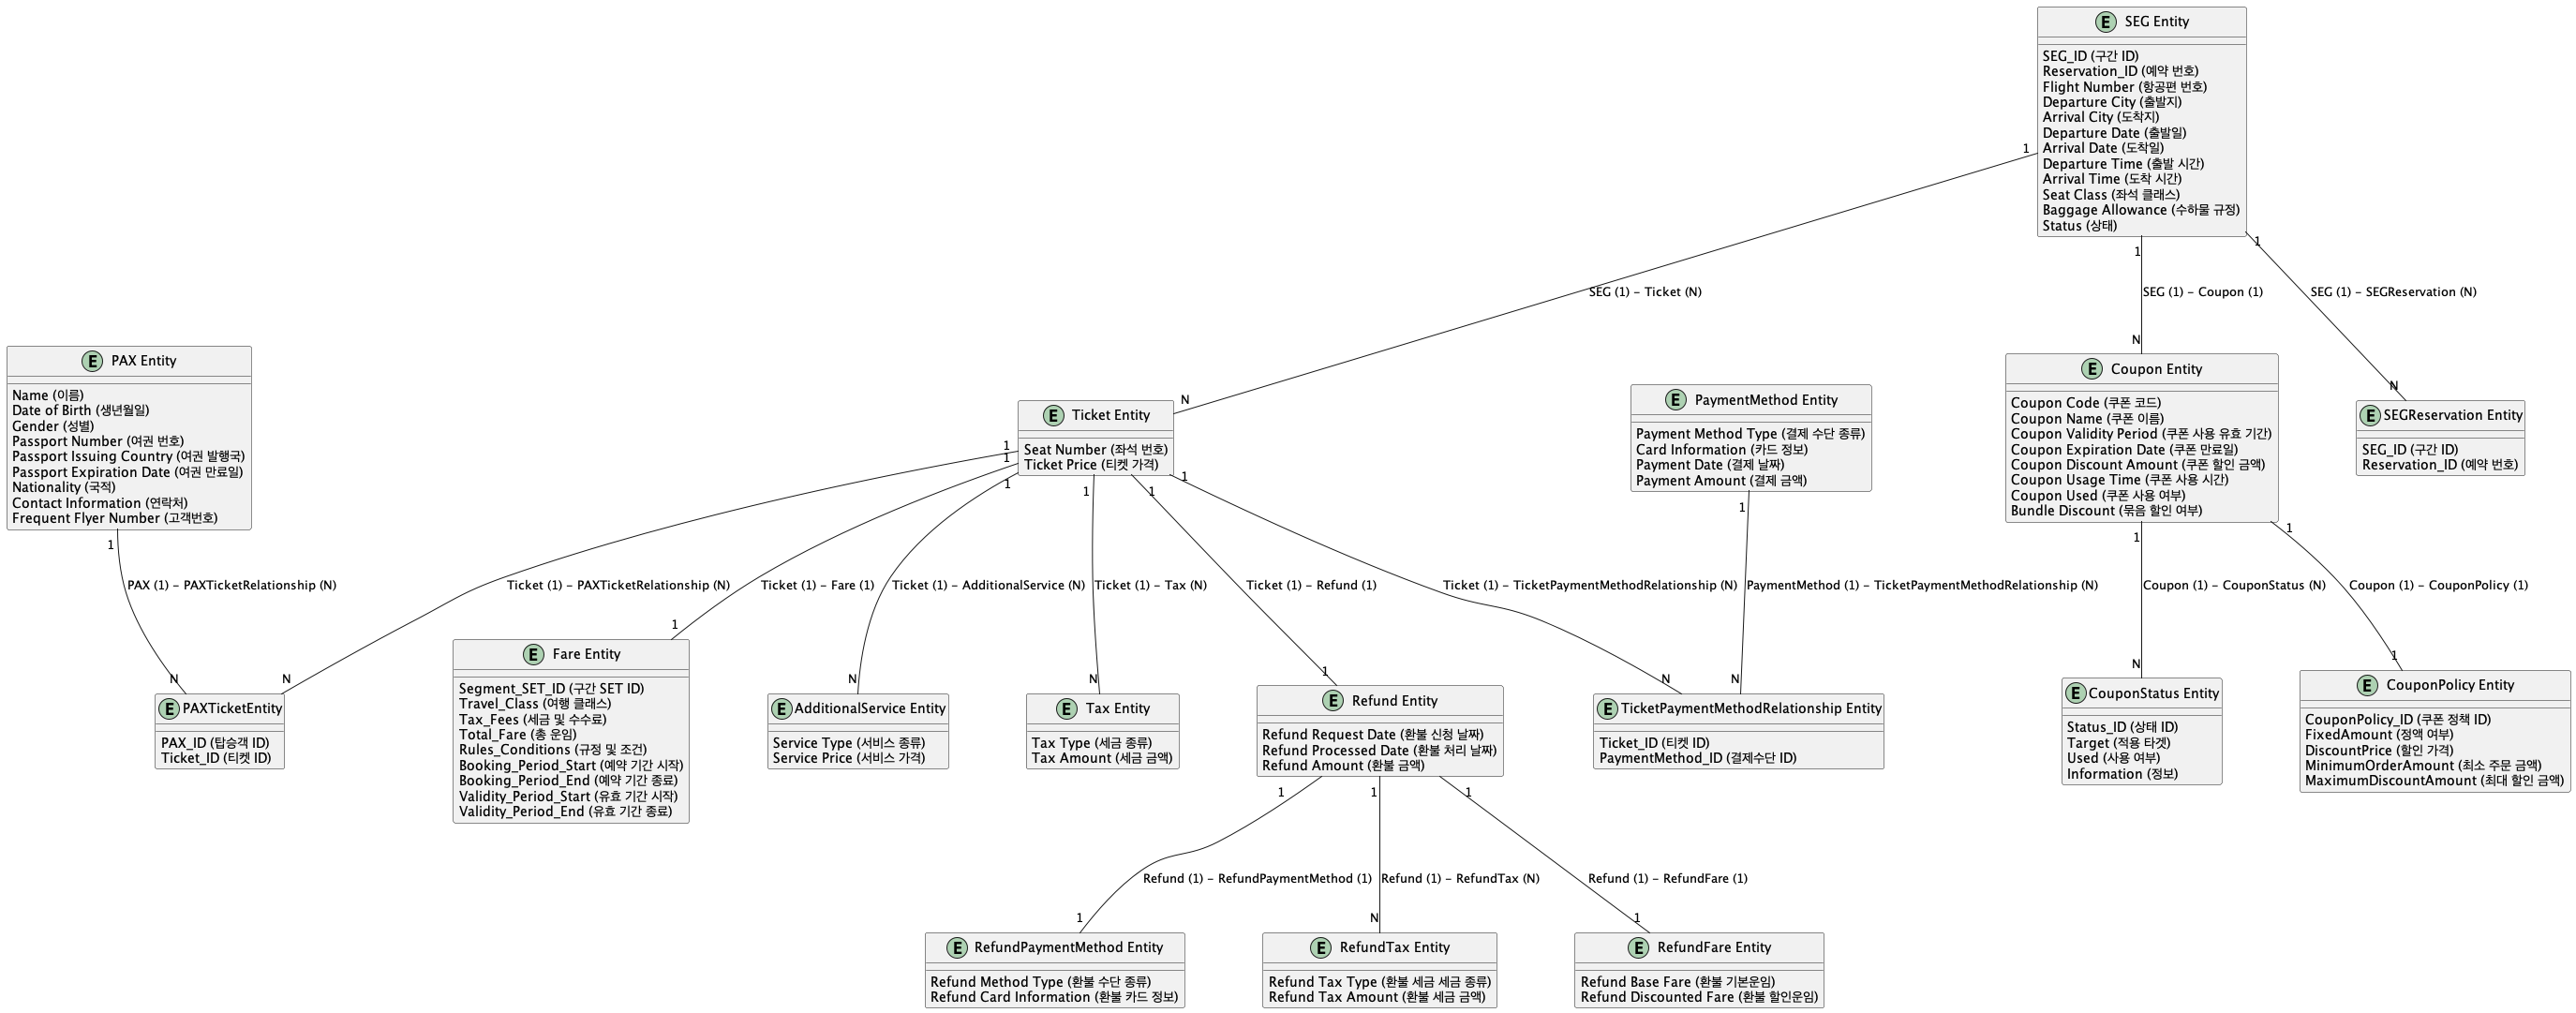 SEG Entity
SEG_ID (구간 ID)
Reservation_ID (예약 번호)
Flight Number (항공편 번호)
Departure City (출발지)
Arrival City (도착지)
Departure Date (출발일)
Arrival Date (도착일)
Departure Time (출발 시간)
Arrival Time (도착 시간)
Seat Class (좌석 클래스)
Baggage Allowance (수하물 규정)
Status (상태)
1
1
1
SEG (1) - Ticket (N)
SEG (1) - Coupon (1)
SEG (1) - SEGReservation (N)
N
N
N
PAX Entity
Name (이름)
Date of Birth (생년월일)
Gender (성별)
Passport Number (여권 번호)
Passport Issuing Country (여권 발행국)
Passport Expiration Date (여권 만료일)
Nationality (국적)
Contact Information (연락처)
Frequent Flyer Number (고객번호)
Ticket Entity
Seat Number (좌석 번호)
Ticket Price (티켓 가격)
PaymentMethod Entity
Payment Method Type (결제 수단 종류)
Card Information (카드 정보)
Payment Date (결제 날짜)
Payment Amount (결제 금액)
Coupon Entity
Coupon Code (쿠폰 코드)
Coupon Name (쿠폰 이름)
Coupon Validity Period (쿠폰 사용 유효 기간)
Coupon Expiration Date (쿠폰 만료일)
Coupon Discount Amount (쿠폰 할인 금액)
Coupon Usage Time (쿠폰 사용 시간)
Coupon Used (쿠폰 사용 여부)
Bundle Discount (묶음 할인 여부)
SEGReservation Entity
SEG_ID (구간 ID)
Reservation_ID (예약 번호)
1
1
1
1
1
1
1
1
1
1
PAX (1) - PAXTicketRelationship (N)
Ticket (1) - PAXTicketRelationship (N)
Ticket (1) - Fare (1)
Ticket (1) - AdditionalService (N)
Ticket (1) - Tax (N)
Ticket (1) - Refund (1)
Ticket (1) - TicketPaymentMethodRelationship (N)
PaymentMethod (1) - TicketPaymentMethodRelationship (N)
Coupon (1) - CouponStatus (N)
Coupon (1) - CouponPolicy (1)
N
N
1
N
N
1
N
N
N
1
PAXTicketEntity
PAX_ID (탑승객 ID)
Ticket_ID (티켓 ID)
Fare Entity
Segment_SET_ID (구간 SET ID)
Travel_Class (여행 클래스)
Tax_Fees (세금 및 수수료)
Total_Fare (총 운임)
Rules_Conditions (규정 및 조건)
Booking_Period_Start (예약 기간 시작)
Booking_Period_End (예약 기간 종료)
Validity_Period_Start (유효 기간 시작)
Validity_Period_End (유효 기간 종료)
AdditionalService Entity
Service Type (서비스 종류)
Service Price (서비스 가격)
Tax Entity
Tax Type (세금 종류)
Tax Amount (세금 금액)
Refund Entity
Refund Request Date (환불 신청 날짜)
Refund Processed Date (환불 처리 날짜)
Refund Amount (환불 금액)
TicketPaymentMethodRelationship Entity
Ticket_ID (티켓 ID)
PaymentMethod_ID (결제수단 ID)
CouponStatus Entity
Status_ID (상태 ID)
Target (적용 타겟)
Used (사용 여부)
Information (정보)
CouponPolicy Entity
CouponPolicy_ID (쿠폰 정책 ID)
FixedAmount (정액 여부)
DiscountPrice (할인 가격)
MinimumOrderAmount (최소 주문 금액)
MaximumDiscountAmount (최대 할인 금액)
1
1
1
Refund (1) - RefundPaymentMethod (1)
Refund (1) - RefundTax (N)
Refund (1) - RefundFare (1)
1
N
1
RefundPaymentMethod Entity
Refund Method Type (환불 수단 종류)
Refund Card Information (환불 카드 정보)
RefundTax Entity
Refund Tax Type (환불 세금 세금 종류)
Refund Tax Amount (환불 세금 금액)
RefundFare Entity
Refund Base Fare (환불 기본운임)
Refund Discounted Fare (환불 할인운임)